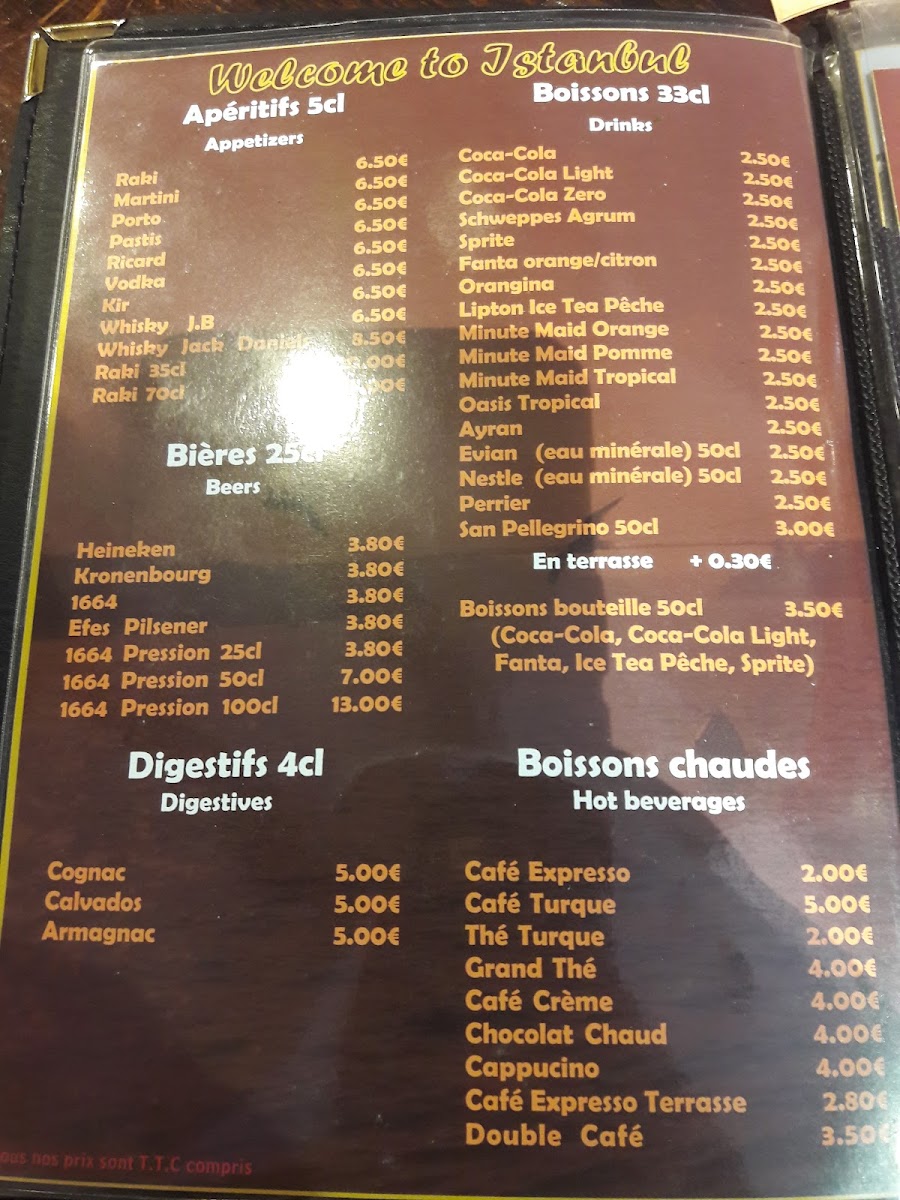 Welcome to Istanbul
Apéritifs 5cl
Appetizers
Raki 6.50€
Martini 6.50€
Porto 6.50€
Pastis 6.50€
Ricard 6.50€
Vodka 6.50€
Kir 6.50€
Whisky J.B 6.50€
Whisky Jack Daniels 8.50€
Raki 35cl .00€
Raki 70cl .00€
Bières 25cl
Beers
Heineken 3.80€
Kronenbourg 3.80€
1664 3.80€
Efes Pilsener 3.80€
1664 Pression 25cl 3.80€
1664 Pression 50cl 7.00€
1664 Pression 100cl 13.00€
Digestifs 4cl
Digestives
Cognac 5.00€
Calvados 5.00€
Armagnac 5.00€
Boissons 33cl
Drinks
Coca-Cola 2.50€
Coca-Cola Light 2.50€
Coca-Cola Zero 2.50€
Schweppes Agrum 2.50€
Sprite 2.50€
Fanta orange/citron 2.50€
Orangina 2.50€
Lipton Ice Tea Pêche 2.50€
Minute Maid Orange 2.50€
Minute Maid Pomme 2.50€
Minute Maid Tropical 2.50€
Oasis Tropical 2.50€
Ayran 2.50€
Evian (eau minérale) 50cl 2.50€
Nestle (eau minérale) 50cl 2.50€
Perrier 2.50€
San Pellegrino 50cl 3.00€
En terrasse + 0.30€
Boissons bouteille 50cl 3.50€
(Coca-Cola, Coca-Cola Light,
Fanta, Ice Tea Pêche, Sprite)
Boissons chaudes
Hot beverages
Café Expresso 2.00€
Café Turque 5.00€
Thé Turque 2.00€
Grand Thé 4.00€
Café Crème 4.00€
Chocolat Chaud 4.00€
Cappucino 4.00€
Café Expresso Terrasse 2.80€
Double Café 3.50€
ous nos prix sont T.T.C compris